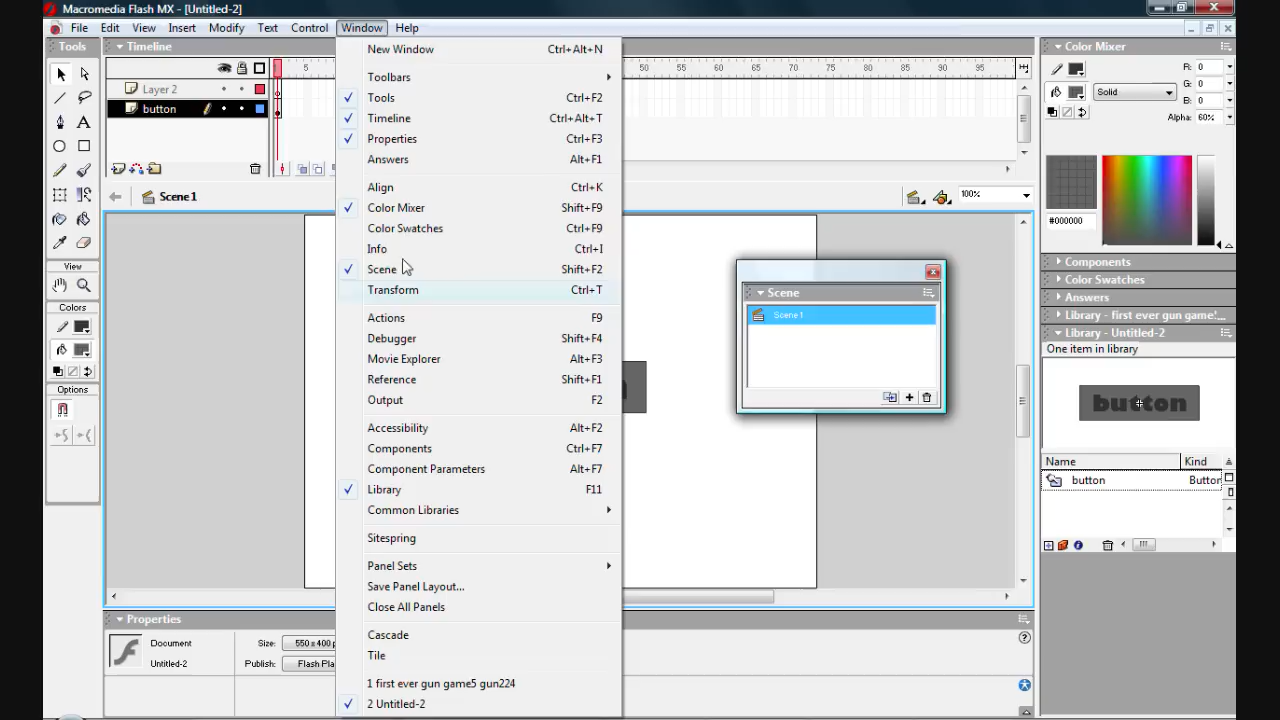 Macromedia Flash MX - [Untitled-2]
File Edit View Insert Modify Text Control Window Help
Tools
Timeline
5 50 55 60 65 70 75 80 85 90 95
Layer 2
button
Scene 1
100%
View
Colors
Options
New Window Ctrl+Alt+N
Toolbars
Tools Ctrl+F2
Timeline Ctrl+Alt+T
Properties Ctrl+F3
Answers Alt+F1
Align Ctrl+K
Color Mixer Shift+F9
Color Swatches Ctrl+F9
Info Ctrl+I
Scene Shift+F2
Transform Ctrl+T
Actions F9
Debugger Shift+F4
Movie Explorer Alt+F3
Reference Shift+F1
Output F2
Accessibility Alt+F2
Components Ctrl+F7
Component Parameters Alt+F7
Library F11
Common Libraries
Sitespring
Panel Sets
Save Panel Layout...
Close All Panels
Cascade
Tile
1 first ever gun game5 gun224
2 Untitled-2
Scene
Scene 1
Color Mixer
R: 0
Solid G: 0
B: 0
Alpha: 60%
#000000
Components
Color Swatches
Answers
Library - first ever gun game'...
Library - Untitled-2
One item in library
button
Name Kind
button Button
Properties
Document Size: 550 x 400 p
Untitled-2 Publish: Flash Pla